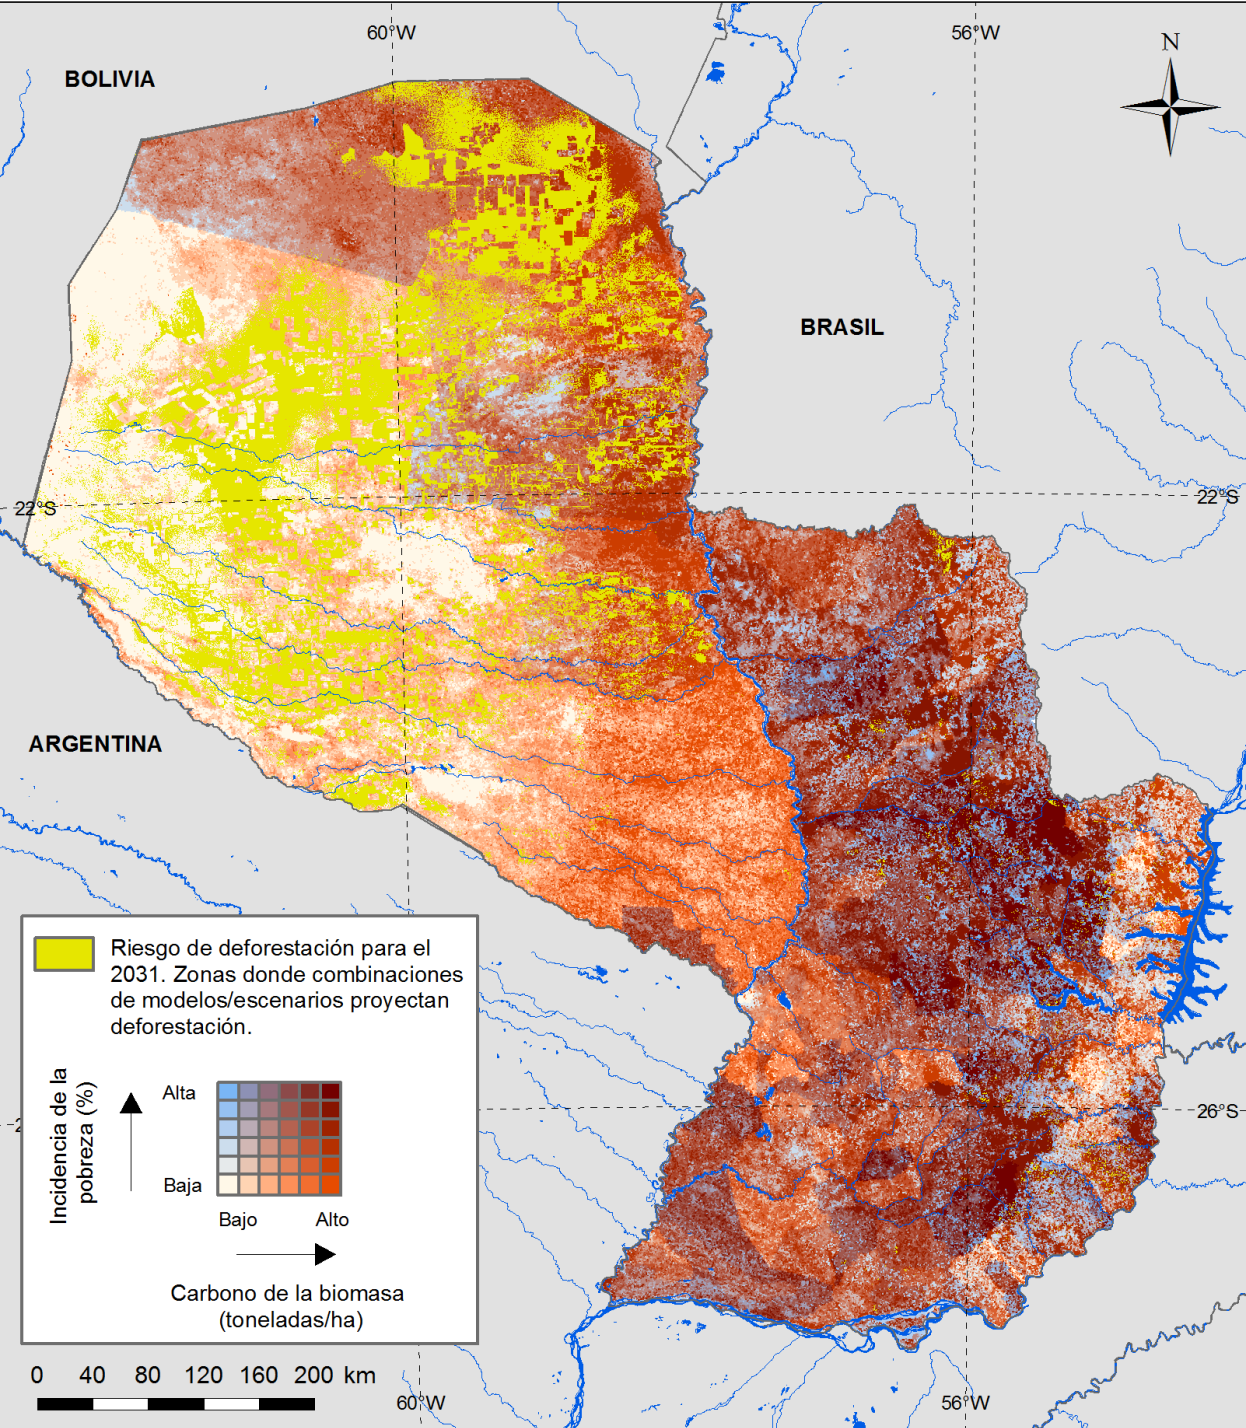 60°W
56°W
N
BOLIVIA
BRASIL
22°S
22°S
ARGENTINA
Riesgo de deforestación para el
2031. Zonas donde combinaciones
de modelos/escenarios proyectan
deforestación.
Incidencia de la
pobreza (%)
Alta
Baja
Bajo
Alto
Carbono de la biomasa
(toneladas/ha)
26°S
0 40 80 120 160 200 km
60°W
56°W